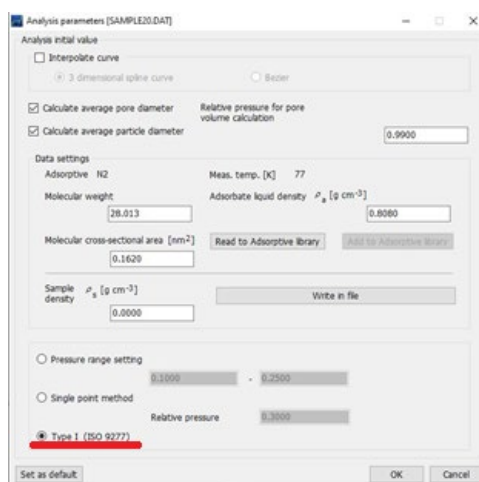 Analysis parameters [SAMPLE20.DAT]
Analysis initial value
Interpolate curve
3 dimensional spline curve
Bezier
Calculate average pore diameter
Relative pressure for pore
volume calculation
Calculate average particle diameter
0.9900
Data settings
Adsorptive N2
Meas. temp. [K] 77
Molecular weight
Adsorbate liquid density ρa [g cm-3]
28.013
0.8080
Molecular cross-sectional area [nm2]
Read to Adsorptive library
Add to Adsorptive library
0.1620
Sample density ρs [g cm-3]
Write in file
0.0000
Pressure range setting
0.1000 - 0.2500
Single point method
Relative pressure 0.3000
Type I (ISO 9277)
Set as default
OK
Cancel